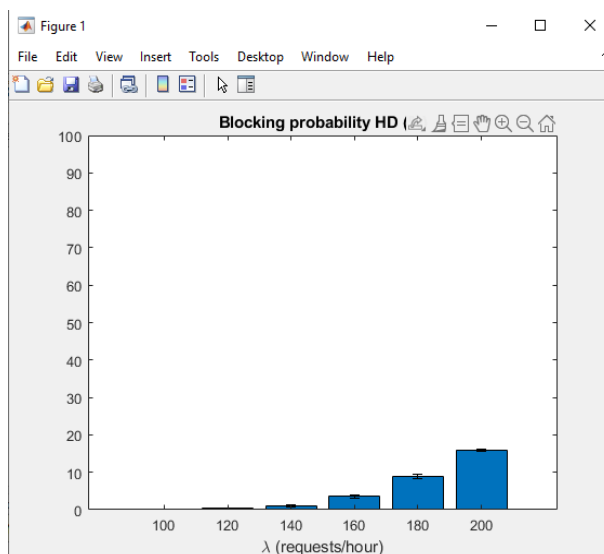 Figure 1
File Edit View Insert Tools Desktop Window Help
Blocking probability HD (
100
90
80
70
60
50
40
30
20
10
0
100 120 140 160 180 200
λ (requests/hour)